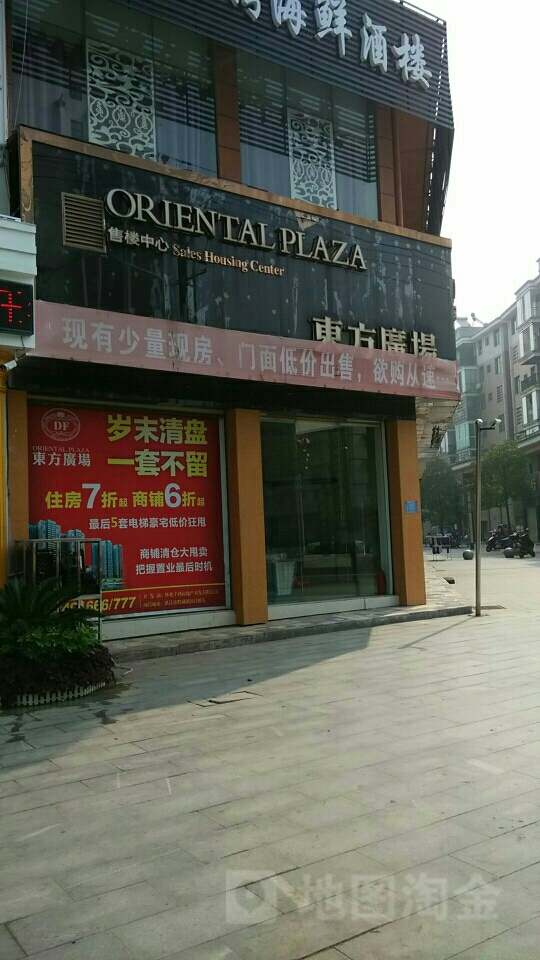 海鲜酒楼
ORIENTAL PLAZA
售楼中心 Sales Housing Center
東方廣場
现有少量现房、门面低价出售，欲购从速
DF
ORIENTAL PLAZA
東方廣場
岁末清盘
一套不留
住房7折起 商铺6折起
最后5套电梯豪宅低价狂甩
商铺清仓大甩卖
把握置业最后时机
666/777
地图淘金